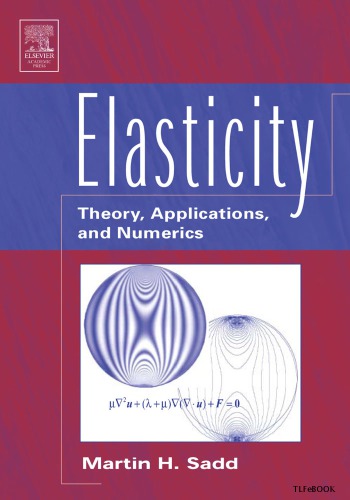 ELSEVIER
ACADEMIC
PRESS
Elasticity
Theory, Applications,
and Numerics
μ∇²u+(λ+μ)∇(∇·u)+F=0
Martin H. Sadd
TLFeBOOK